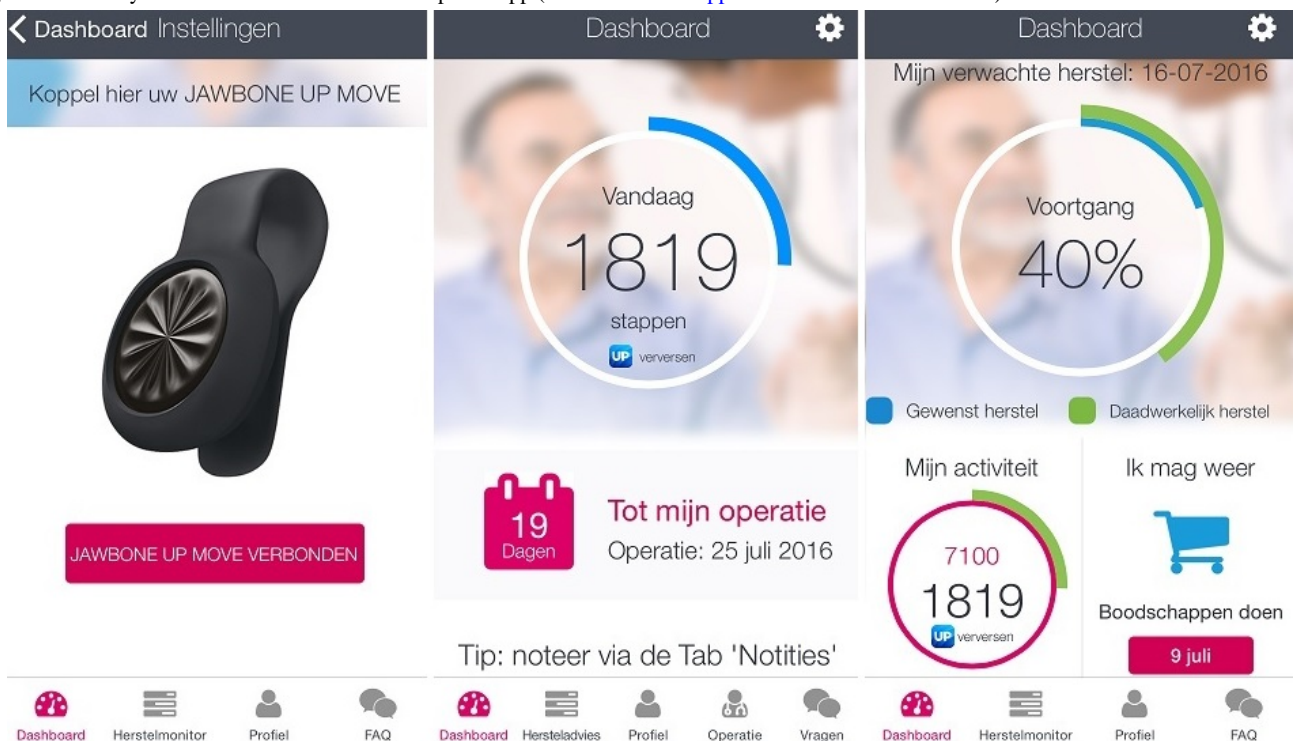 Dashboard Instellingen
Koppel hier uw JAWBONE UP MOVE
JAWBONE UP MOVE VERBONDEN
Dashboard Herstelmonitor Profiel FAQ
Dashboard
Vandaag
1819
stappen
UP verversen
19
Dagen
Tot mijn operatie
Operatie: 25 juli 2016
Tip: noteer via de Tab 'Notities'
Dashboard Hersteladvies Profiel Operatie Vragen
Dashboard
Mijn verwachte herstel: 16-07-2016
Voortgang
40%
Gewenst herstel
Daadwerkelijk herstel
Mijn activiteit
7100
1819
UP verversen
Ik mag weer
Boodschappen doen
9 juli
Dashboard Herstelmonitor Profiel FAQ